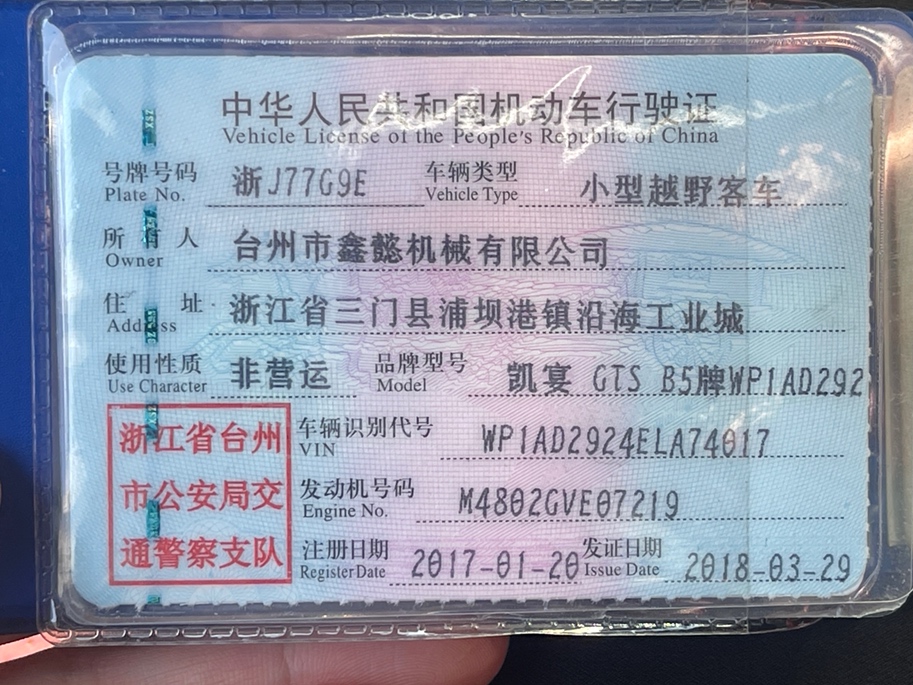 中华人民共和国机动车行驶证
Vehicle License of the People's Republic of China
号牌号码 浙J77G9E 车辆类型 小型越野客车
Plate No. Vehicle Type
所有人 台州市鑫懿机械有限公司
Owner
住址 浙江省三门县浦坝港镇沿海工业城
Address
使用性质 非营运 品牌型号 凯宴 GTS B5牌WP1AD292
Use Character Model
浙江省台州 车辆识别代号 WP1AD2924ELA74017
VIN
市公安局交 发动机号码 M4802GVE07219
Engine No.
通警察支队 注册日期 2017-01-20 发证日期 2018-03-29
Register Date Issue Date